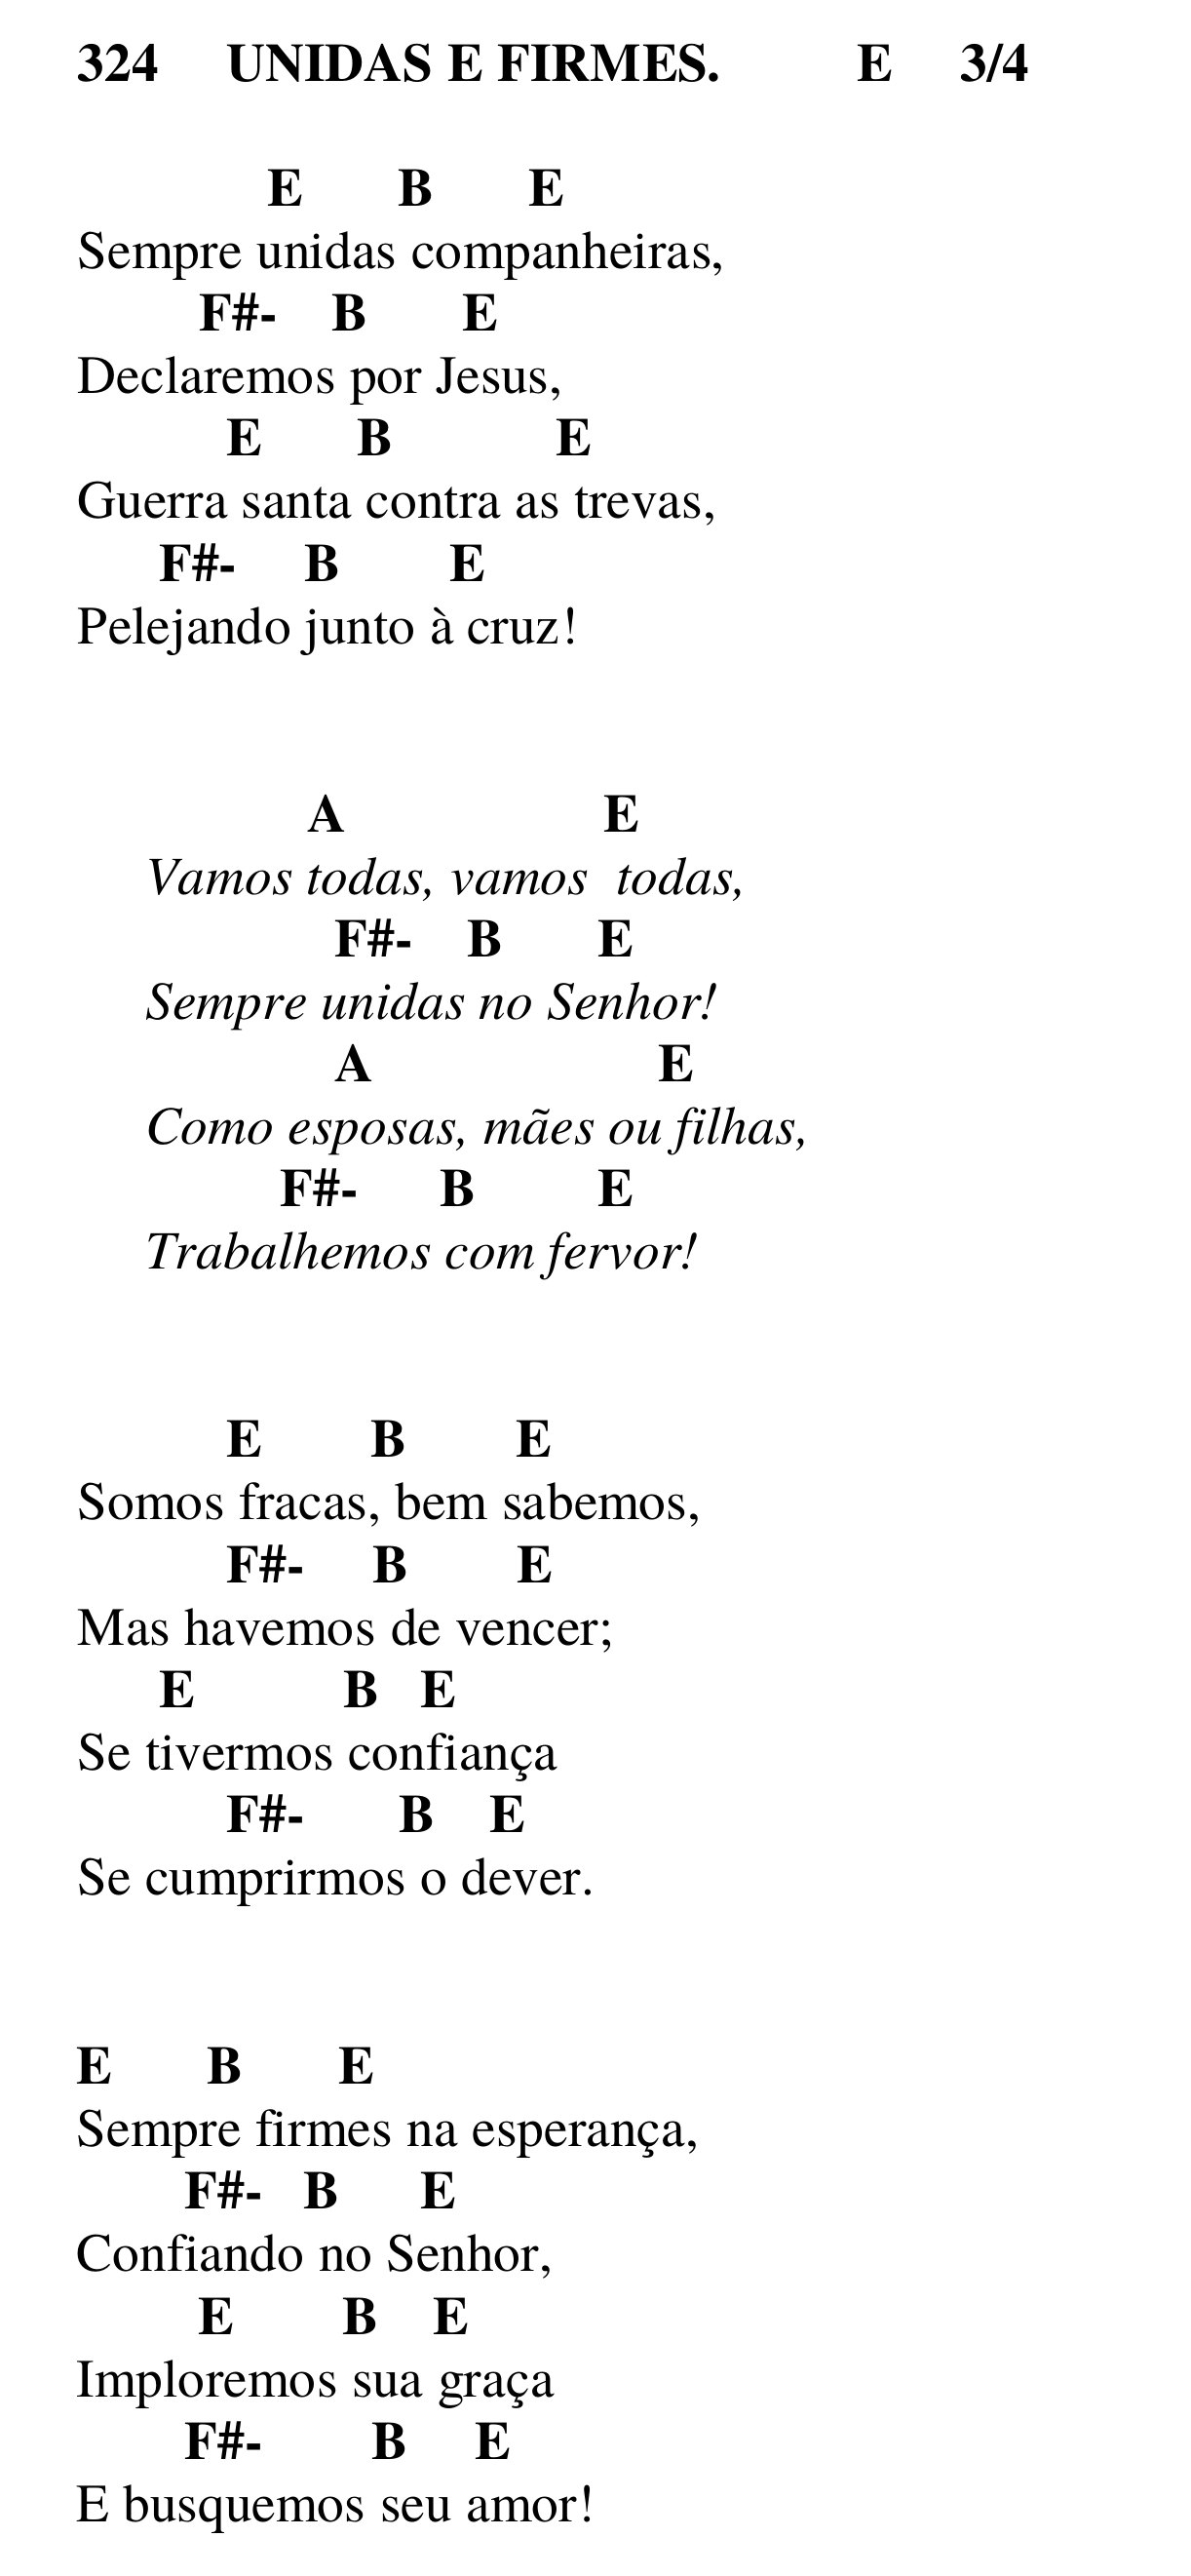 324 UNIDAS E FIRMES. E 3/4
E B E
Sempre unidas companheiras,
F#- B E
Declaremos por Jesus,
E B E
Guerra santa contra as trevas,
F#- B E
Pelejando junto à cruz!
A E
Vamos todas, vamos todas,
F#- B E
Sempre unidas no Senhor!
A E
Como esposas, mães ou filhas,
F#- B E
Trabalhemos com fervor!
E B E
Somos fracas, bem sabemos,
F#- B E
Mas havemos de vencer;
E B E
Se tivermos confiança
F#- B E
Se cumprirmos o dever.
E B E
Sempre firmes na esperança,
F#- B E
Confiando no Senhor,
E B E
Imploremos sua graça
F#- B E
E busquemos seu amor!